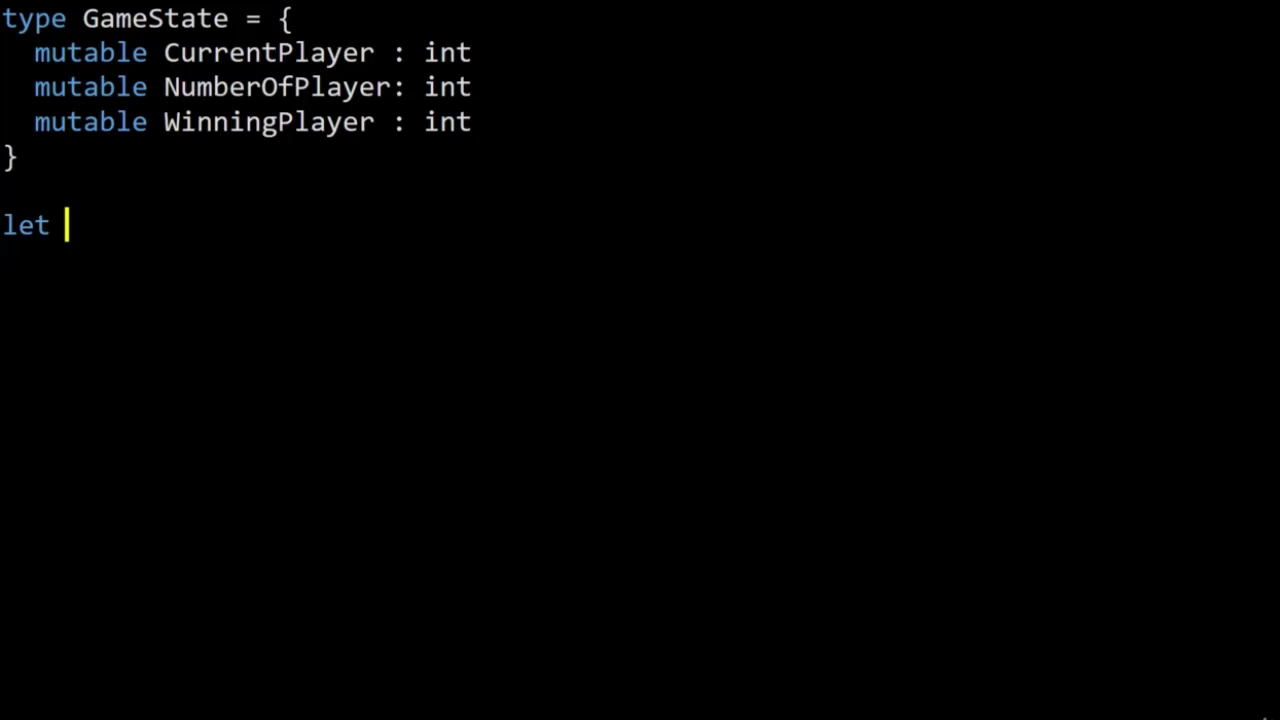 type GameState = {
  mutable CurrentPlayer : int
  mutable NumberOfPlayer: int
  mutable WinningPlayer : int
}
let